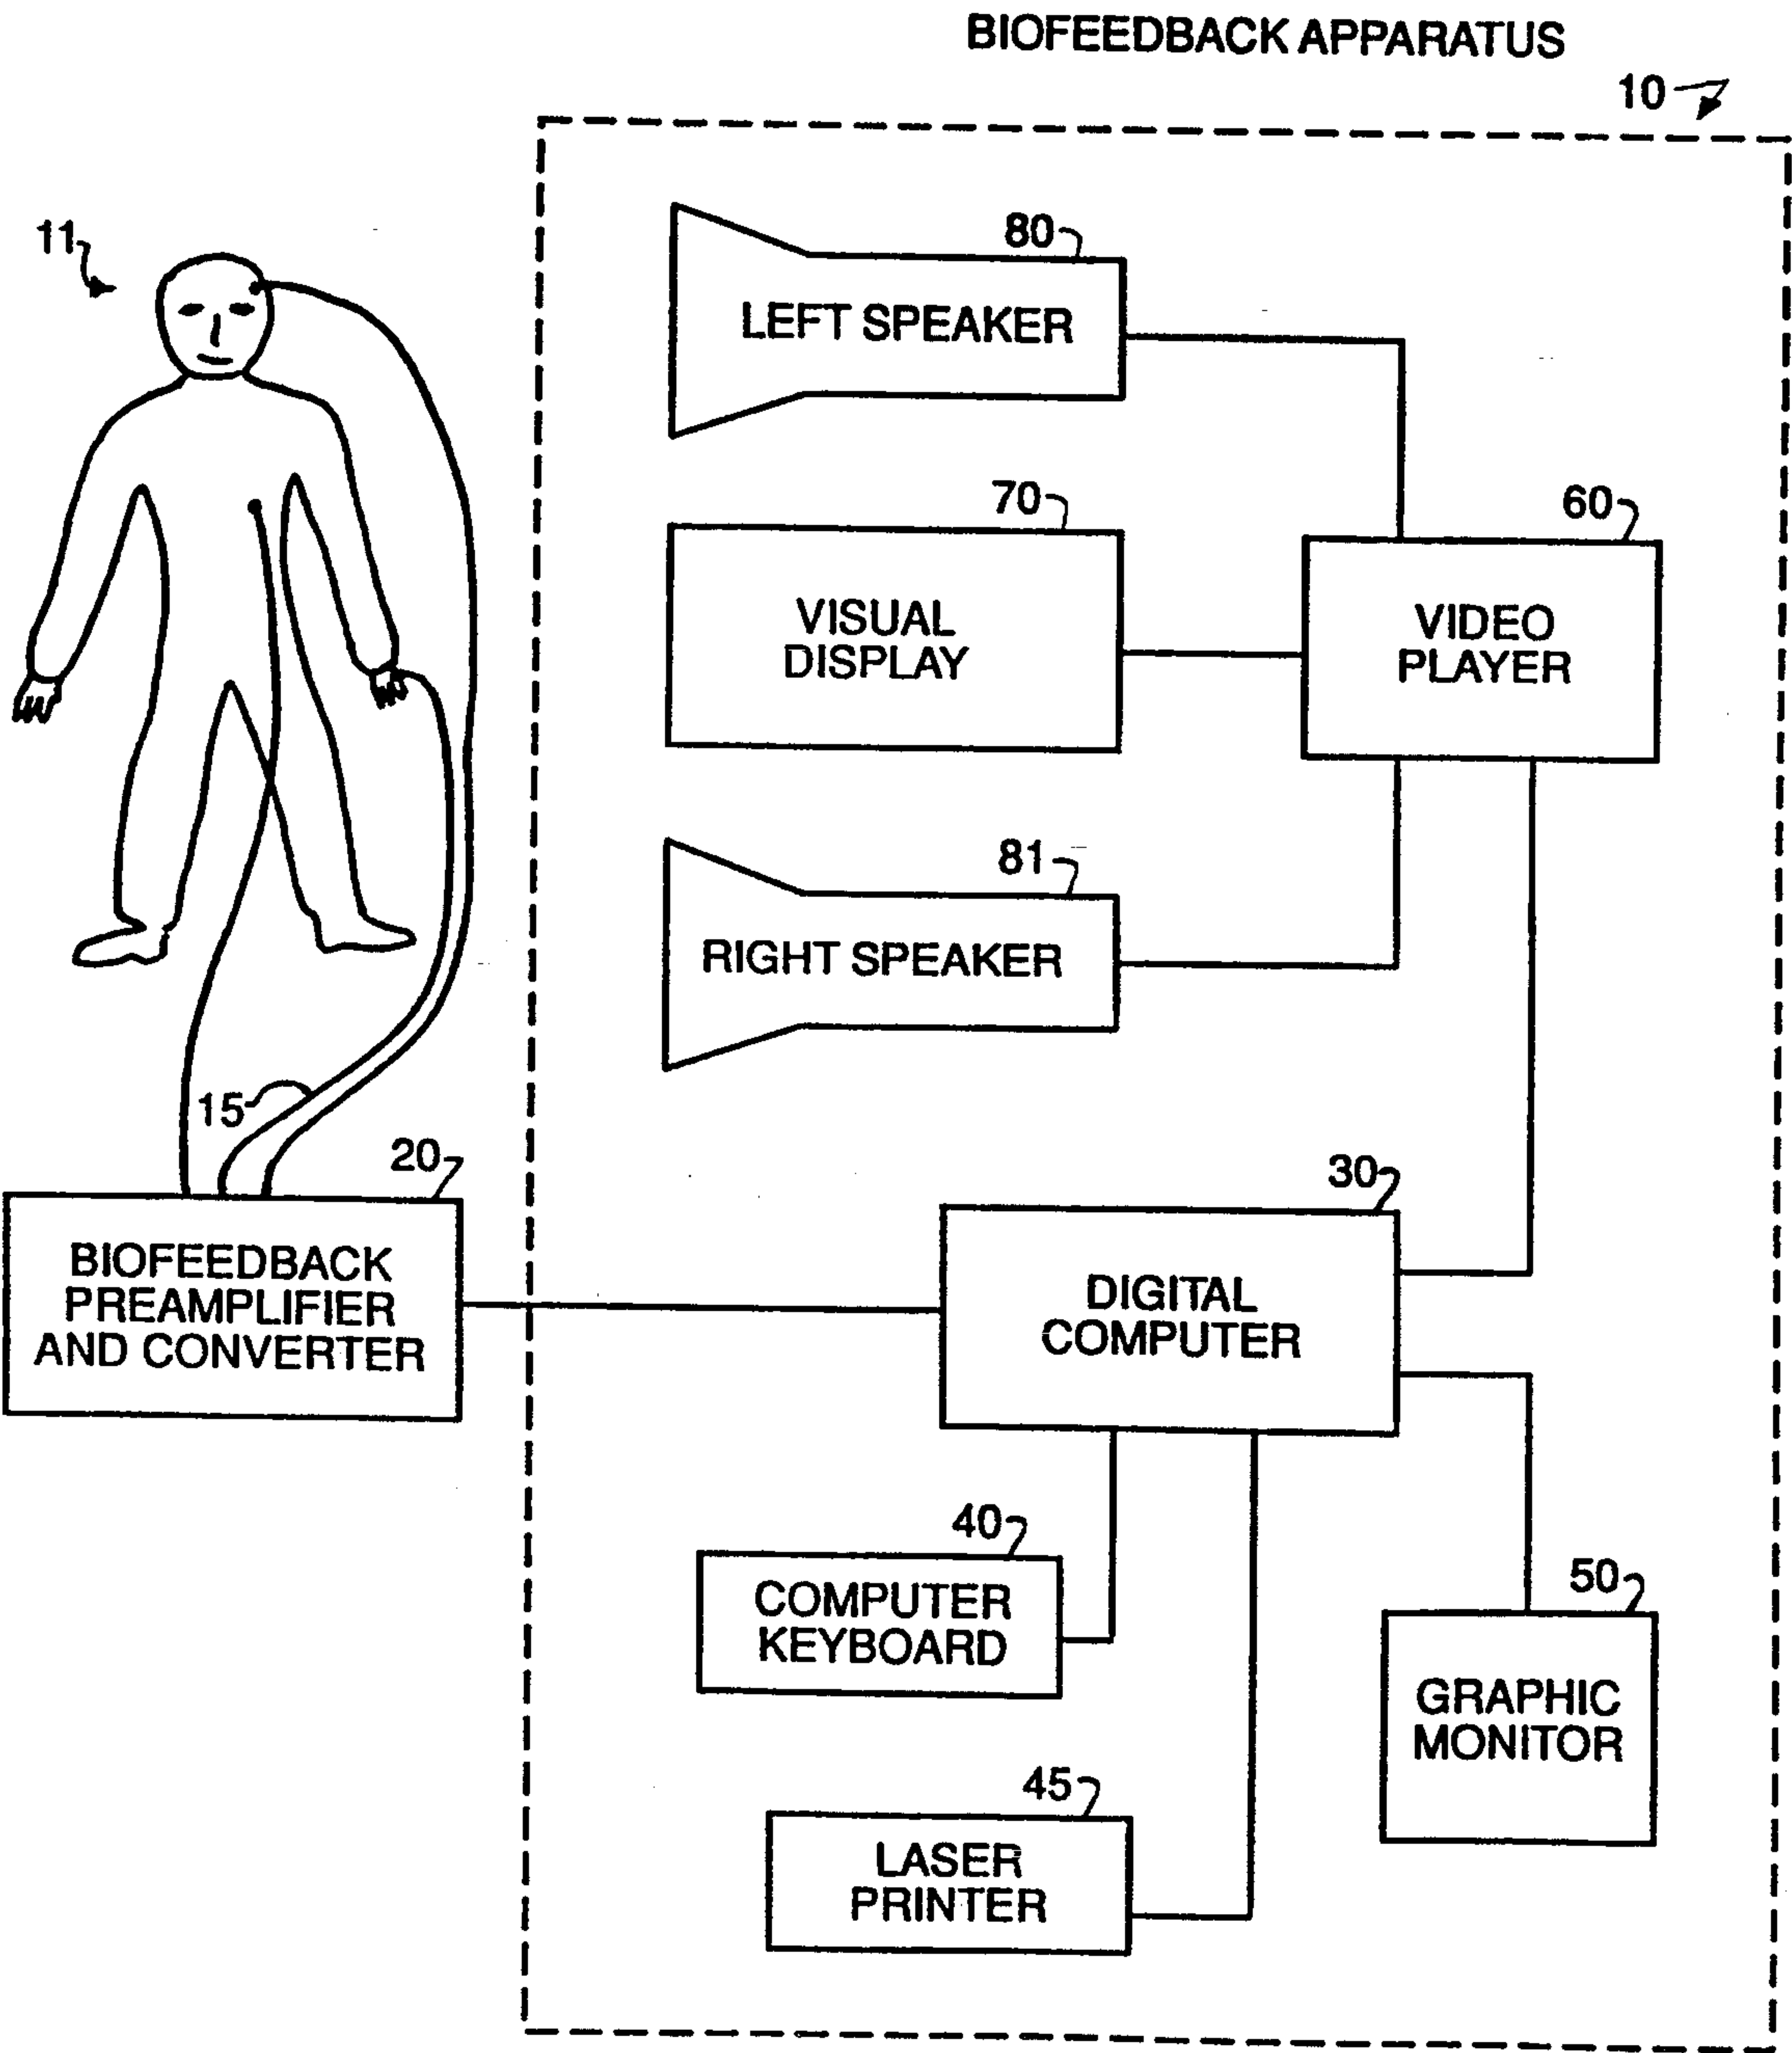 BIOFEEDBACK APPARATUS
10
11
80
LEFT SPEAKER
70
VISUAL
DISPLAY
60
VIDEO
PLAYER
81
RIGHT SPEAKER
15
20
BIOFEEDBACK
PREAMPLIFIER
AND CONVERTER
30
DIGITAL
COMPUTER
40
COMPUTER
KEYBOARD
50
GRAPHIC
MONITOR
45
LASER
PRINTER